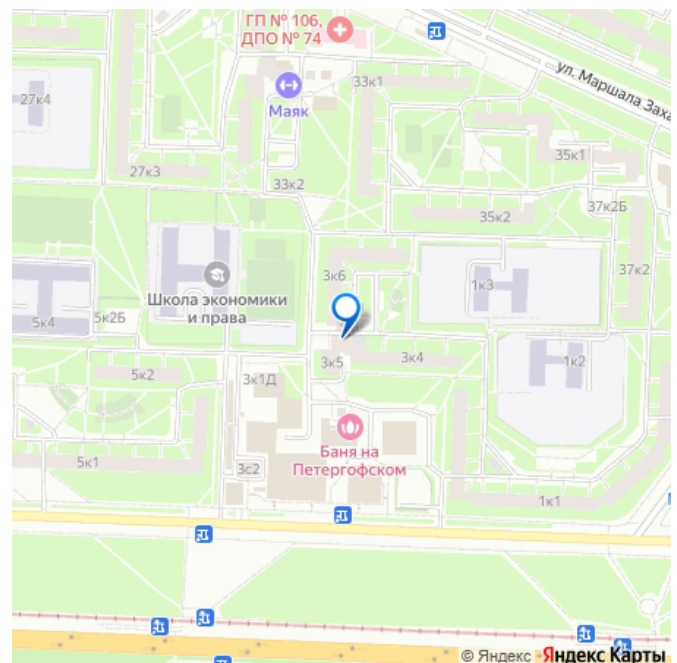 ГП № 106,
ДПО № 74
ул. Маршала Заха
33к1
Маяк
27к4
27к3
33к2
35к1
35к2
37к2Б
37к2
3к6
1к3
Школа экономики
и права
5к4
5к2Б
3к5
3к4
1к2
5к2
3к1Д
Баня на
Петергофском
5к1
3с2
1к1
© Яндекс Яндекс Карты